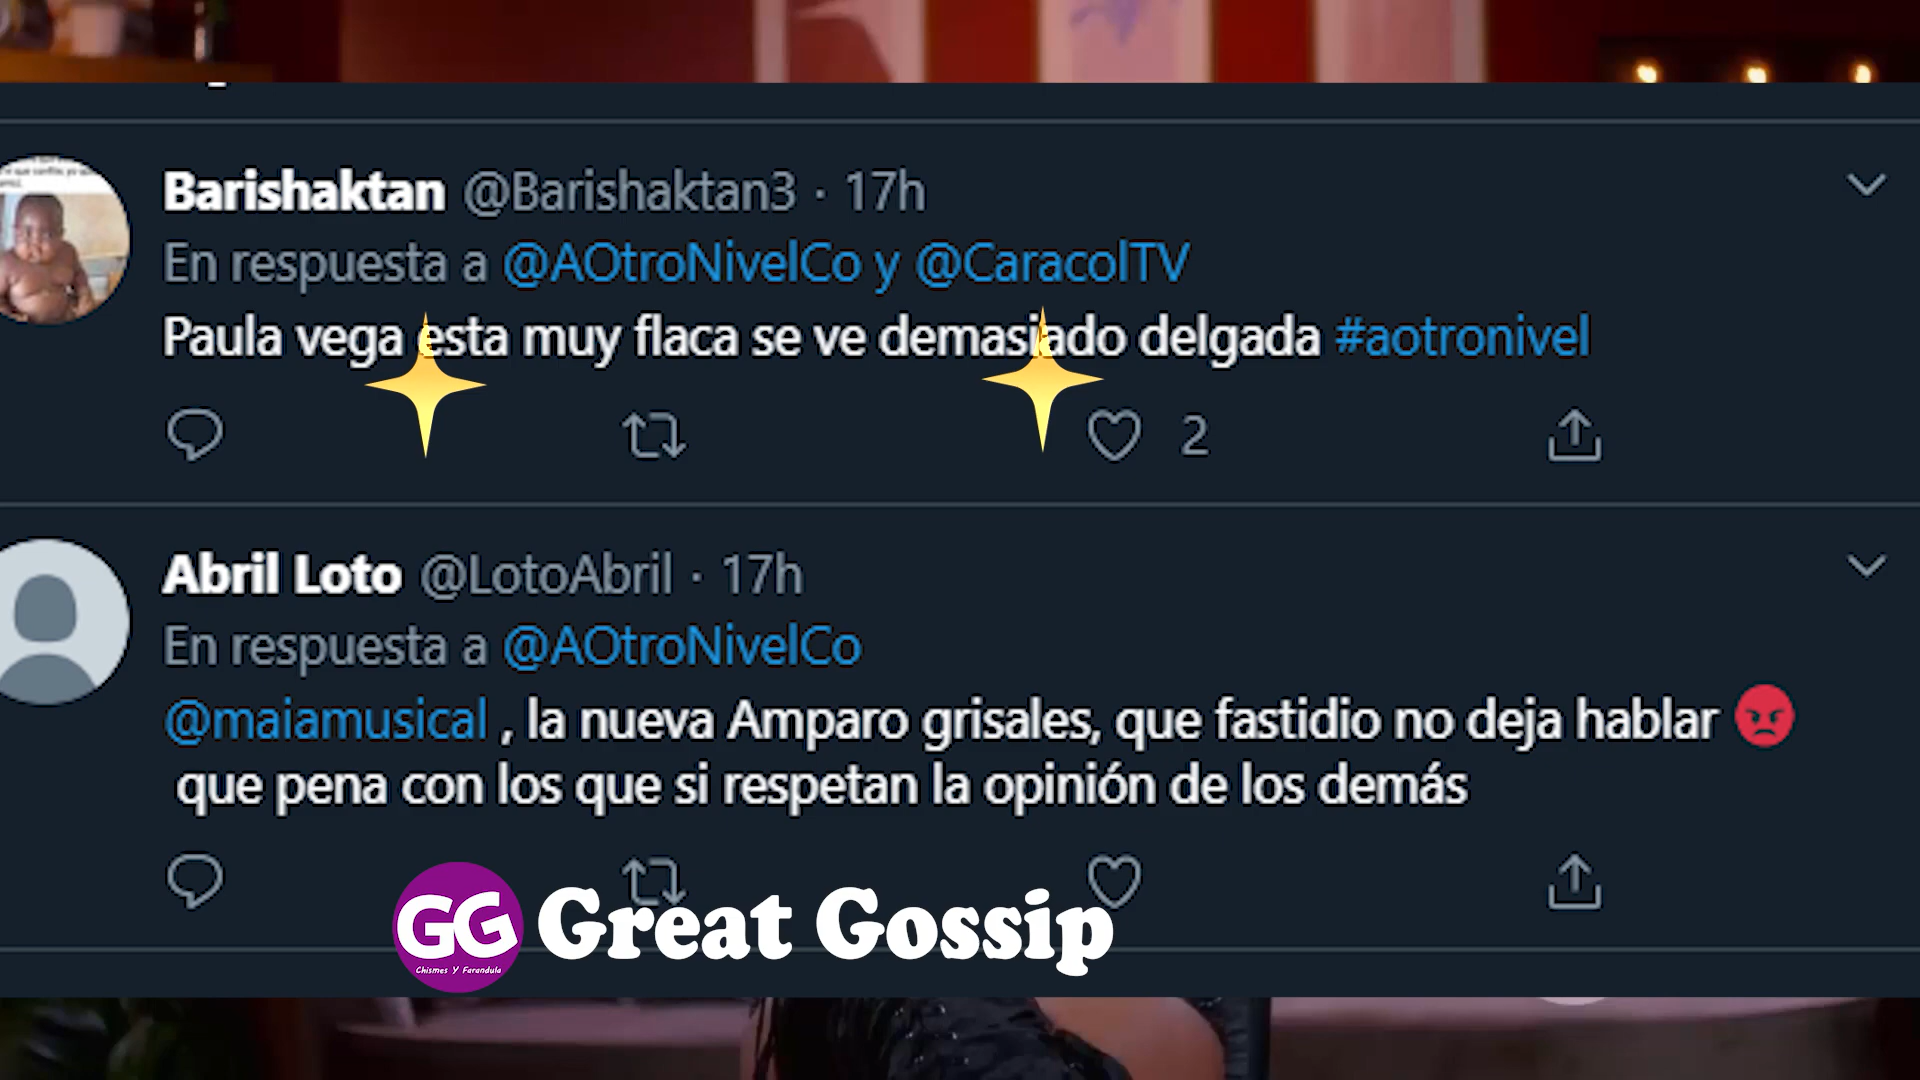 Barishaktan @Barishaktan3 · 17h
En respuesta a @AOtroNivelCo y @CaracolTV
Paula vega esta muy flaca se ve demasiado delgada #aotronivel
2
Abril Loto @LotoAbril · 17h
En respuesta a @AOtroNivelCo
@maiamusical , la nueva Amparo grisales, que fastidio no deja hablar 😡
que pena con los que si respetan la opinión de los demás
GG Great Gossip
Chismes Y Farandula